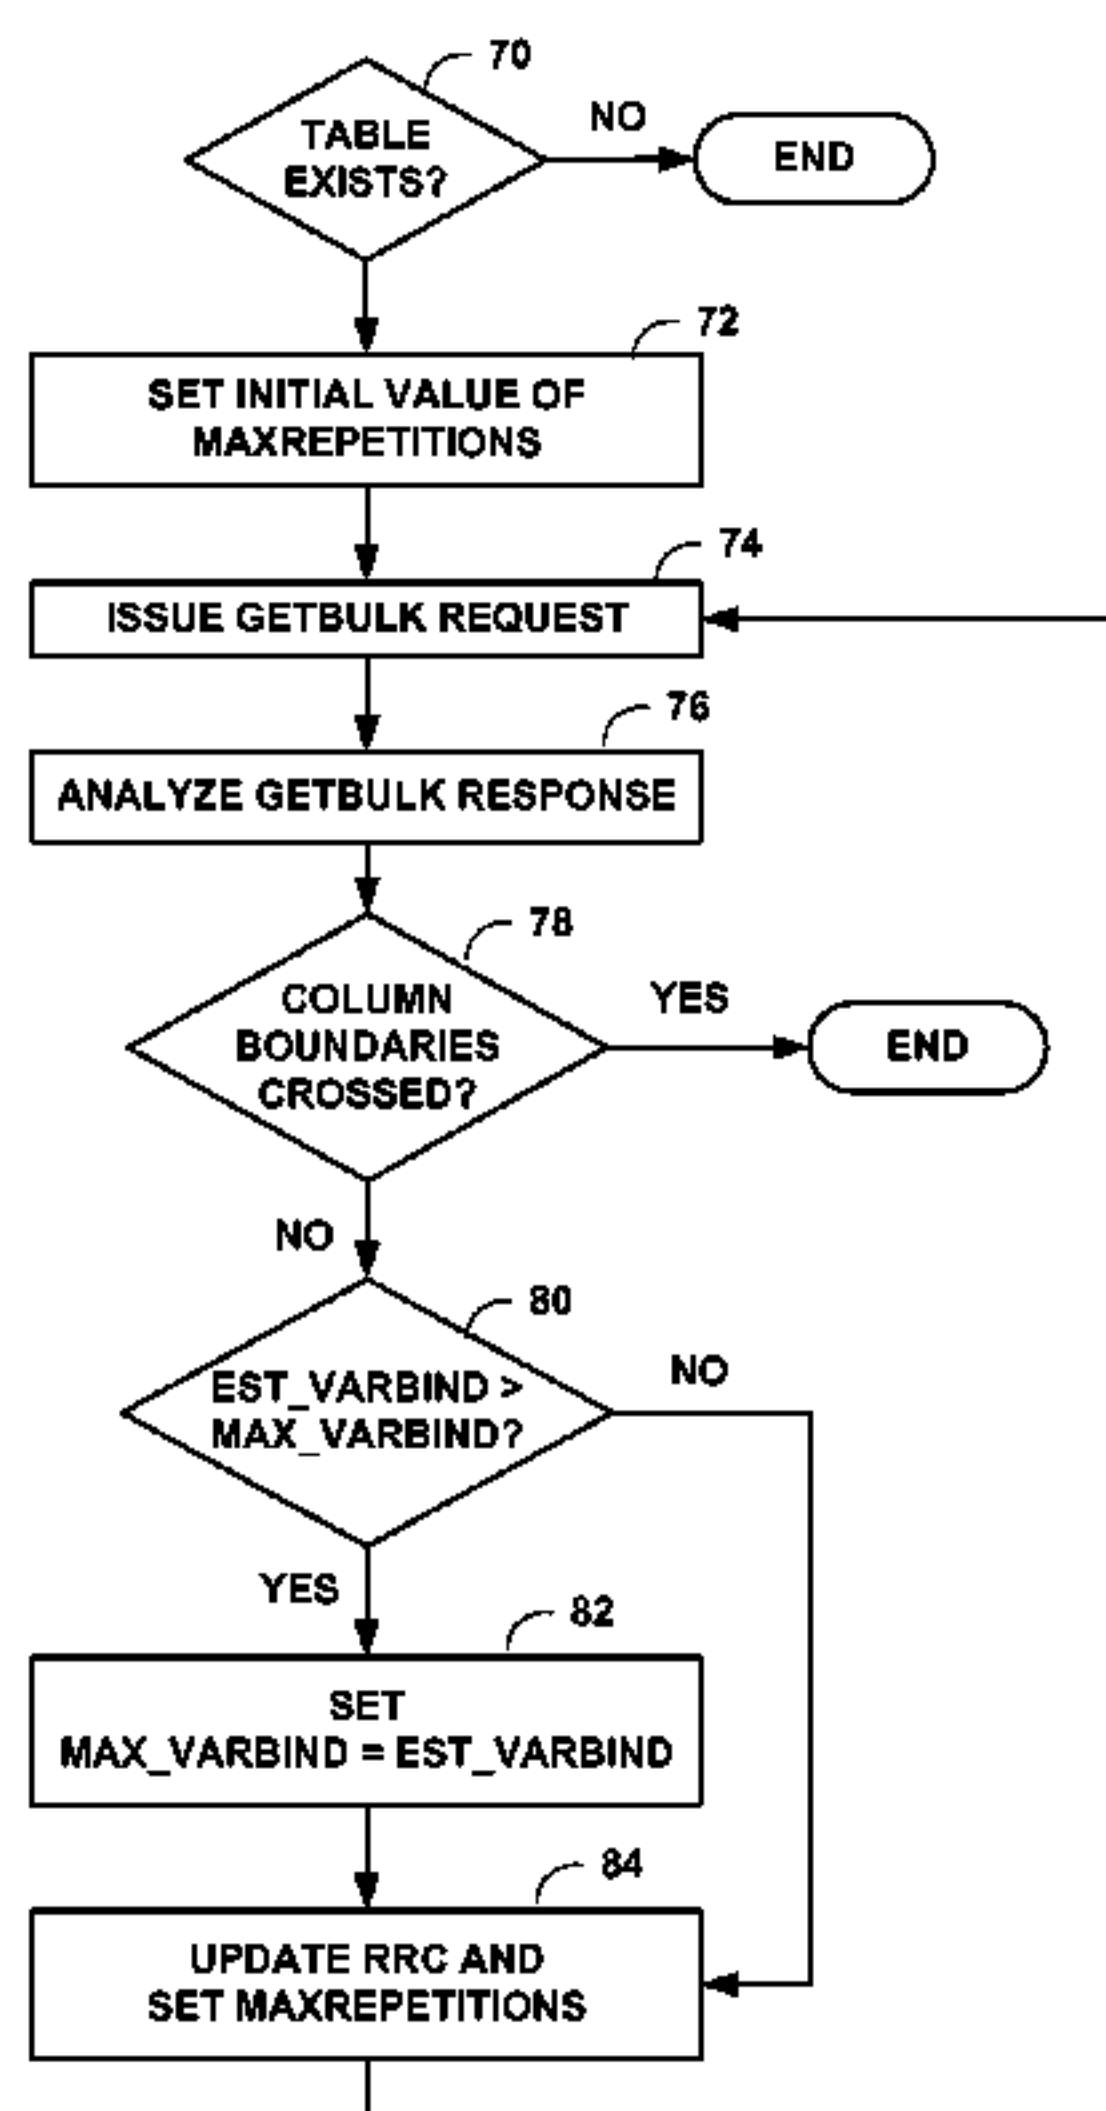 70
TABLE
EXISTS?
NO
END
72
SET INITIAL VALUE OF
MAXREPETITIONS
74
ISSUE GETBULK REQUEST
76
ANALYZE GETBULK RESPONSE
78
COLUMN
BOUNDARIES
CROSSED?
YES
END
NO
80
EST_VARBIND >
MAX_VARBIND?
NO
YES
82
SET
MAX_VARBIND = EST_VARBIND
84
UPDATE RRC AND
SET MAXREPETITIONS